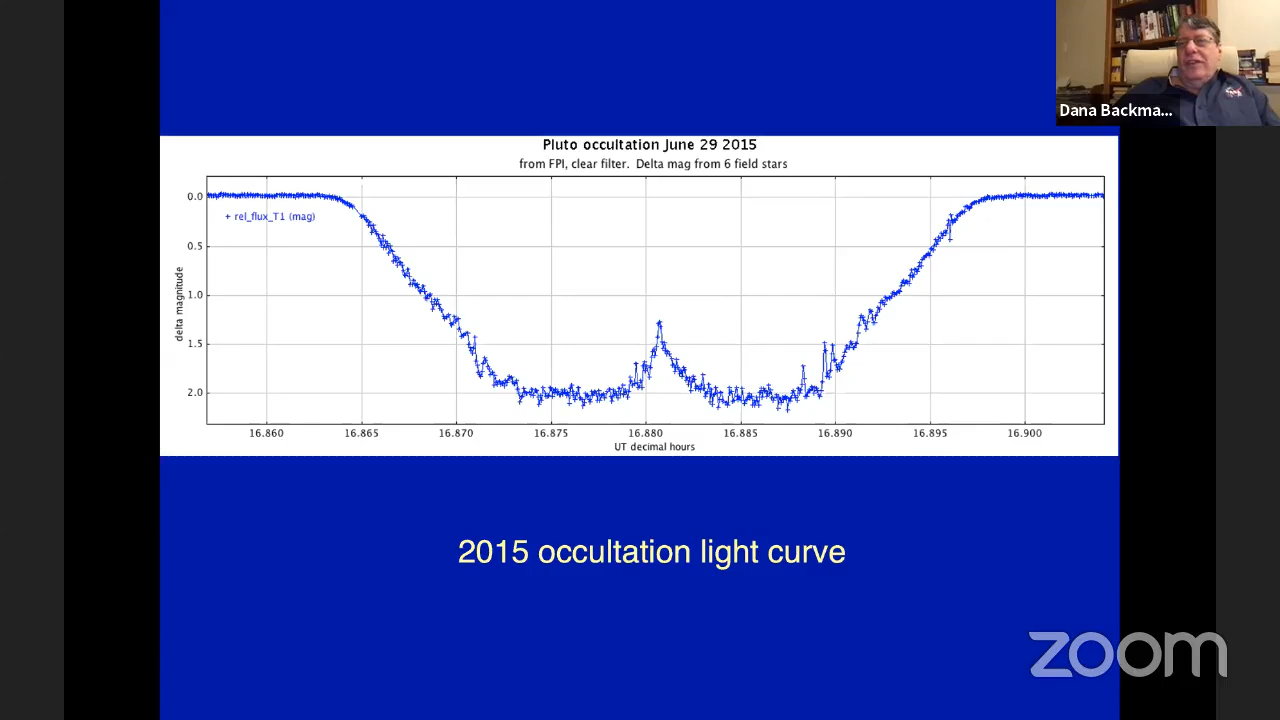 Dana Backma...
Pluto occultation June 29 2015
from FPI, clear filter. Delta mag from 6 field stars
0.0
+ rel_flux_T1 (mag)
0.5
1.0
1.5
2.0
delta magnitude
16.860 16.865 16.870 16.875 16.880 16.885 16.890 16.895 16.900
UT decimal hours
2015 occultation light curve
zoom